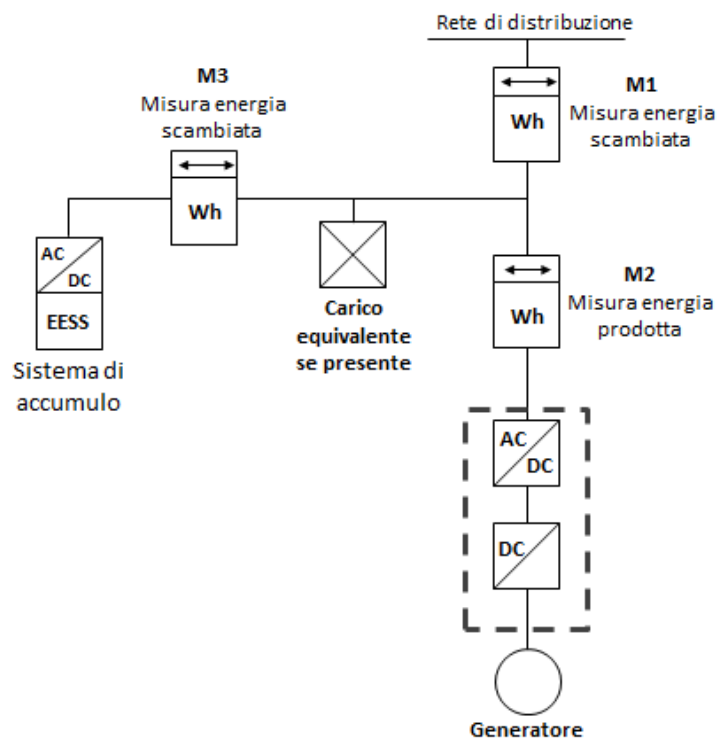 Rete di distribuzione
M3
Misura energia
scambiata
Wh
M1
Misura energia
scambiata
Wh
AC
DC
EESS
Sistema di
accumulo
Carico
equivalente
se presente
M2
Misura energia
prodotta
Wh
AC
DC
DC
Generatore